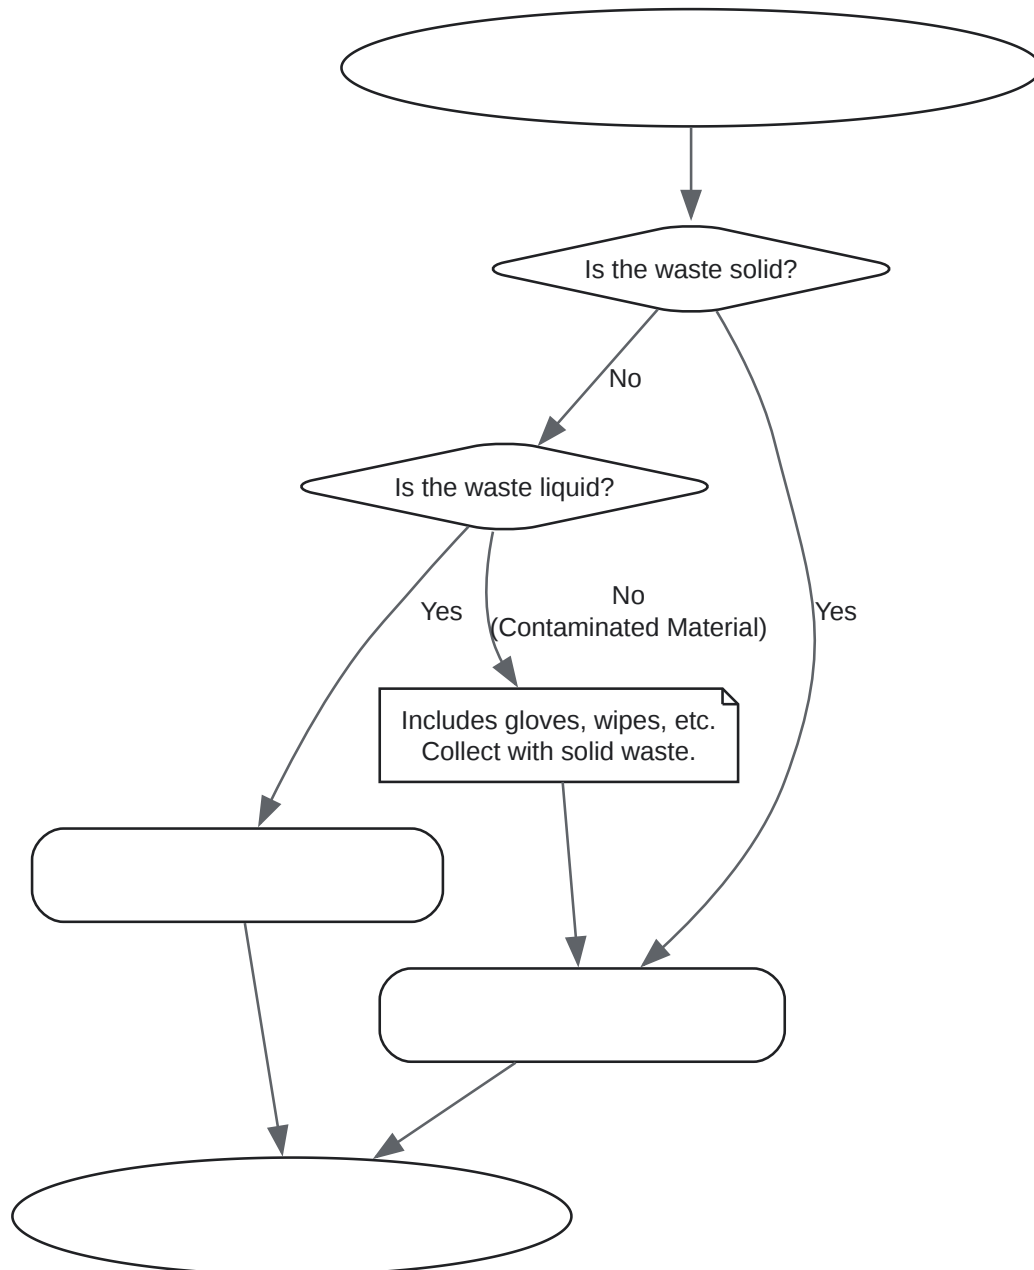 Is the waste solid?
No
Is the waste liquid?
Yes
No
(Contaminated Material)
Yes
Includes gloves, wipes, etc.
Collect with solid waste.